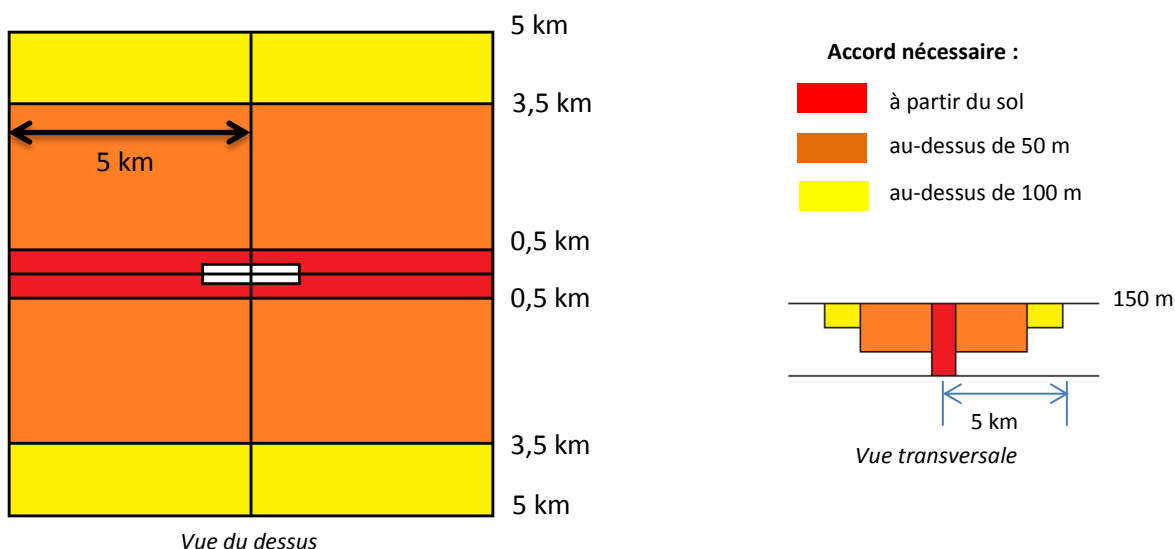 5 km
3,5 km
5 km
0,5 km
0,5 km
3,5 km
5 km
Vue du dessus
Accord nécessaire :
à partir du sol
au-dessus de 50 m
au-dessus de 100 m
150 m
5 km
Vue transversale